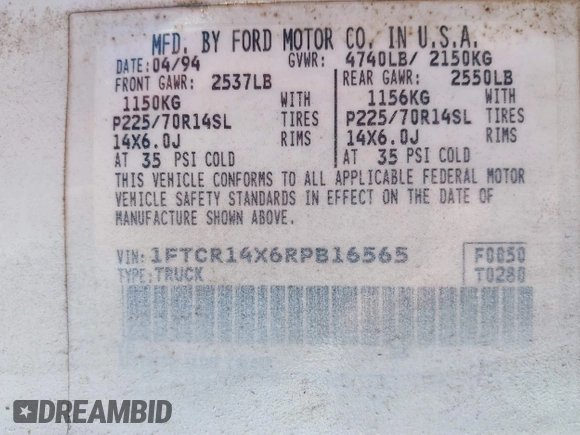 MFD. BY FORD MOTOR CO. IN U.S.A.
DATE: 04/94 GVWR: 4740LB/ 2150KG
FRONT GAWR: 2537LB REAR GAWR: 2550LB
1150KG WITH 1156KG WITH
P225/70R14SL TIRES P225/70R14SL TIRES
14X6.0J RIMS 14X6.0J RIMS
AT 35 PSI COLD AT 35 PSI COLD
THIS VEHICLE CONFORMS TO ALL APPLICABLE FEDERAL MOTOR
VEHICLE SAFETY STANDARDS IN EFFECT ON THE DATE OF
MANUFACTURE SHOWN ABOVE.
VIN: 1FTCR14X6RPB16565 F0050
TYPE: TRUCK T0280
DREAMBID